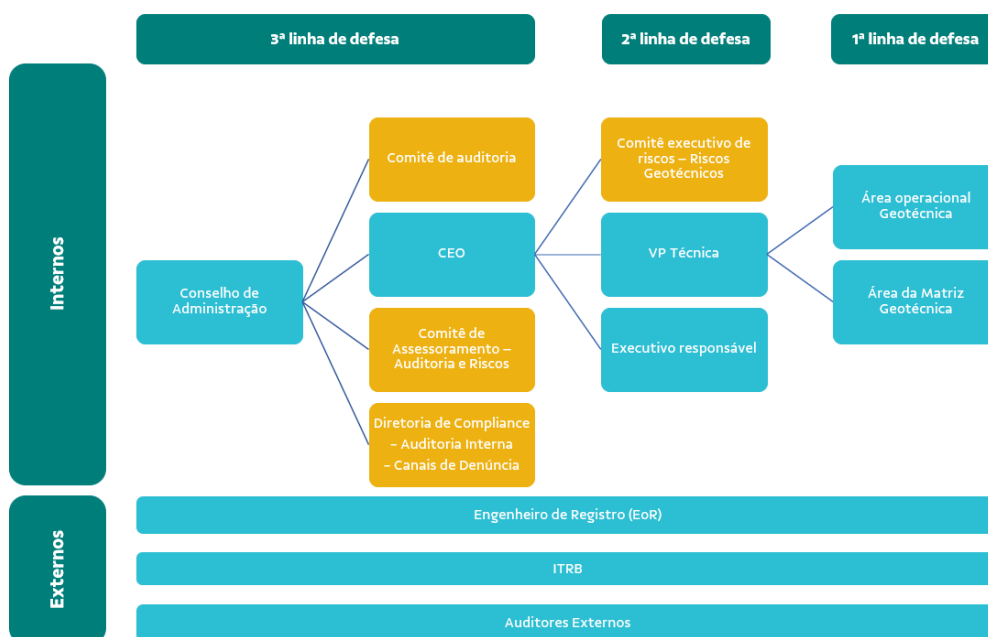 3ª linha de defesa
2ª linha de defesa
1ª linha de defesa
Internos
Conselho de
Administração
Comitê de auditoria
CEO
Comitê de
Assessoramento –
Auditoria e Riscos
Diretoria de Compliance
– Auditoria Interna
– Canais de Denúncia
Comitê executivo de
riscos – Riscos
Geotécnicos
VP Técnica
Executivo responsável
Área operacional
Geotécnica
Área da Matriz
Geotécnica
Externos
Engenheiro de Registro (EoR)
ITRB
Auditores Externos